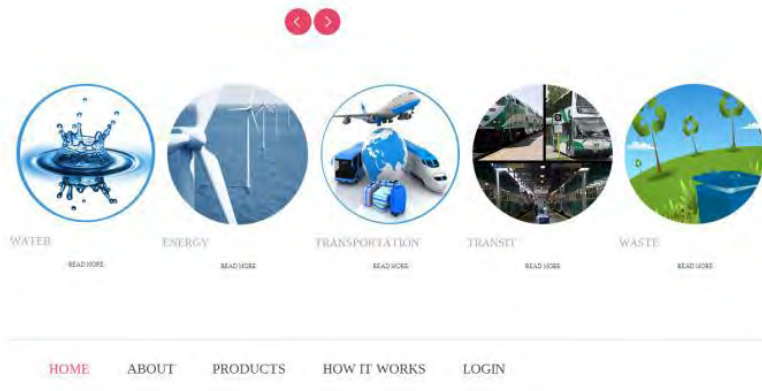 WATER ENERGY TRANSPORTATION TRANSIT WASTE
READ MORE READ MORE READ MORE READ MORE READ MORE
HOME ABOUT PRODUCTS HOW IT WORKS LOGIN